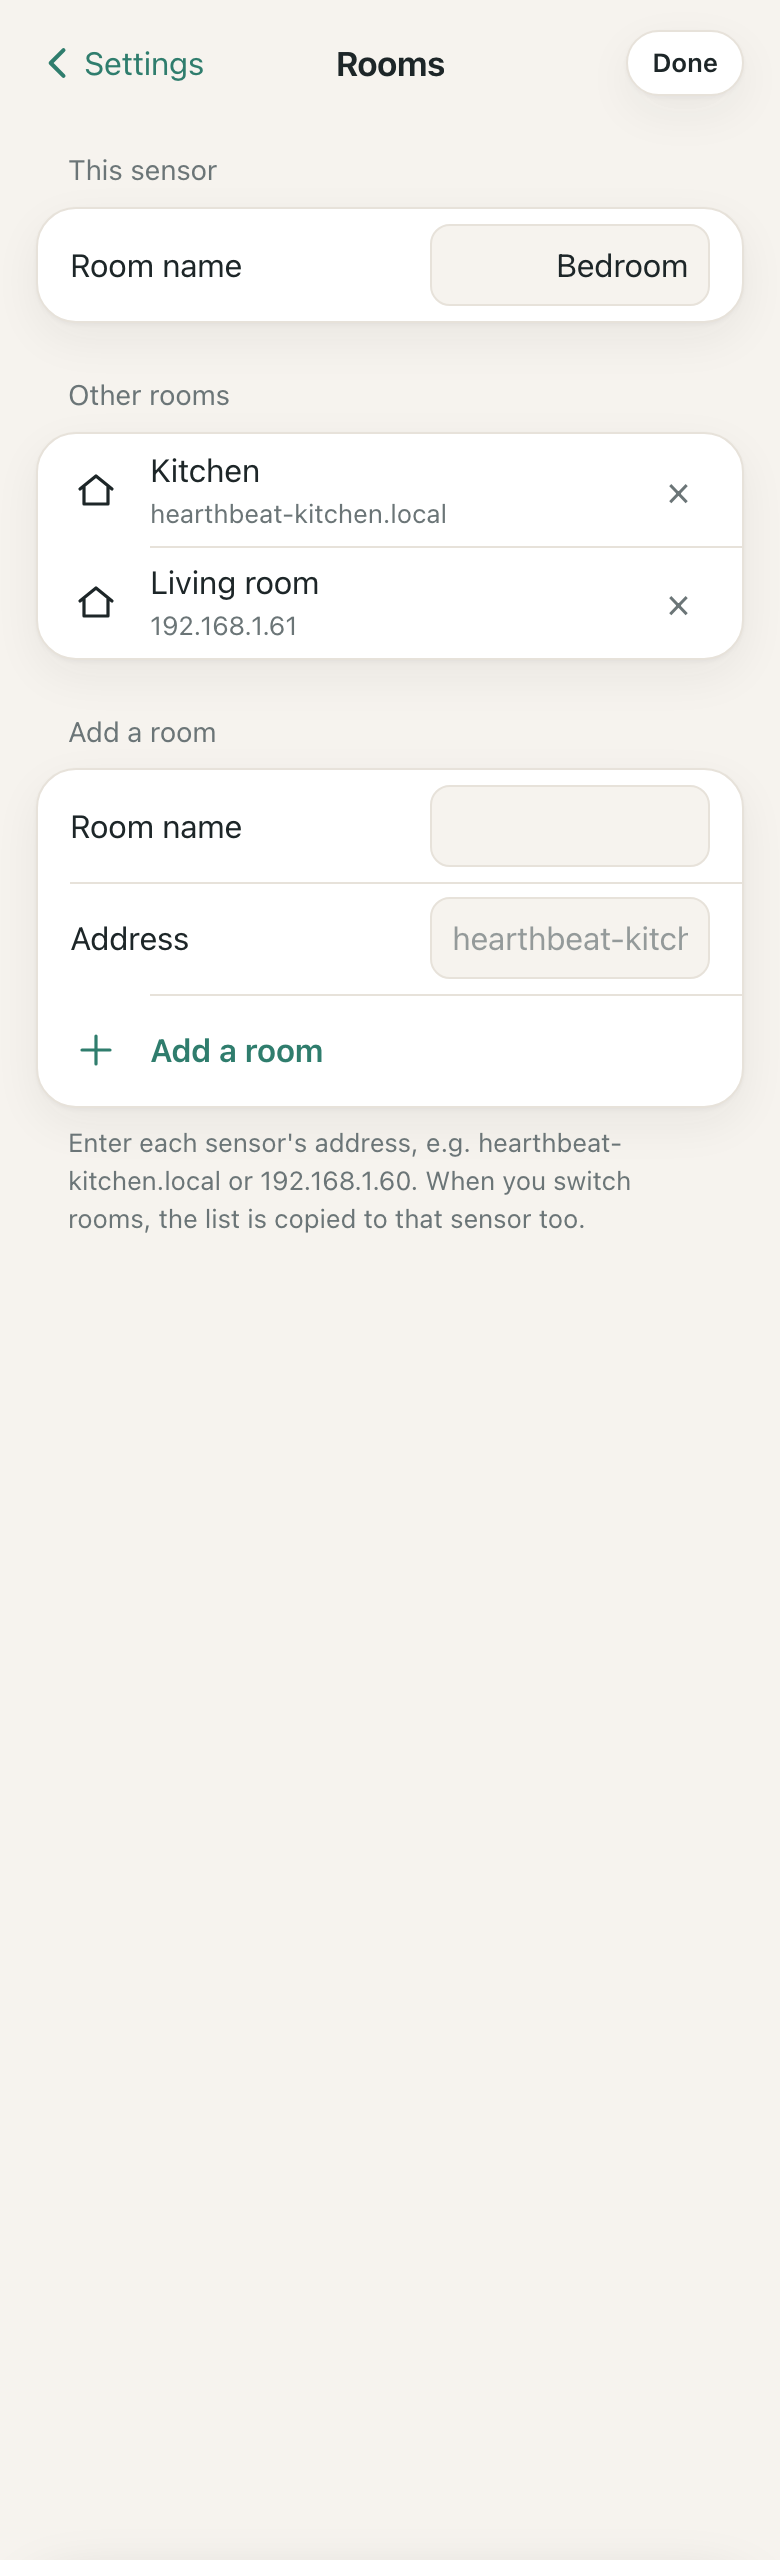 Settings
Rooms
Done
This sensor
Room name
Bedroom
Other rooms
Kitchen
hearthbeat-kitchen.local
Living room
192.168.1.61
Add a room
Room name
Address
hearthbeat-kitch
Add a room
Enter each sensor's address, e.g. hearthbeat-
kitchen.local or 192.168.1.60. When you switch
rooms, the list is copied to that sensor too.